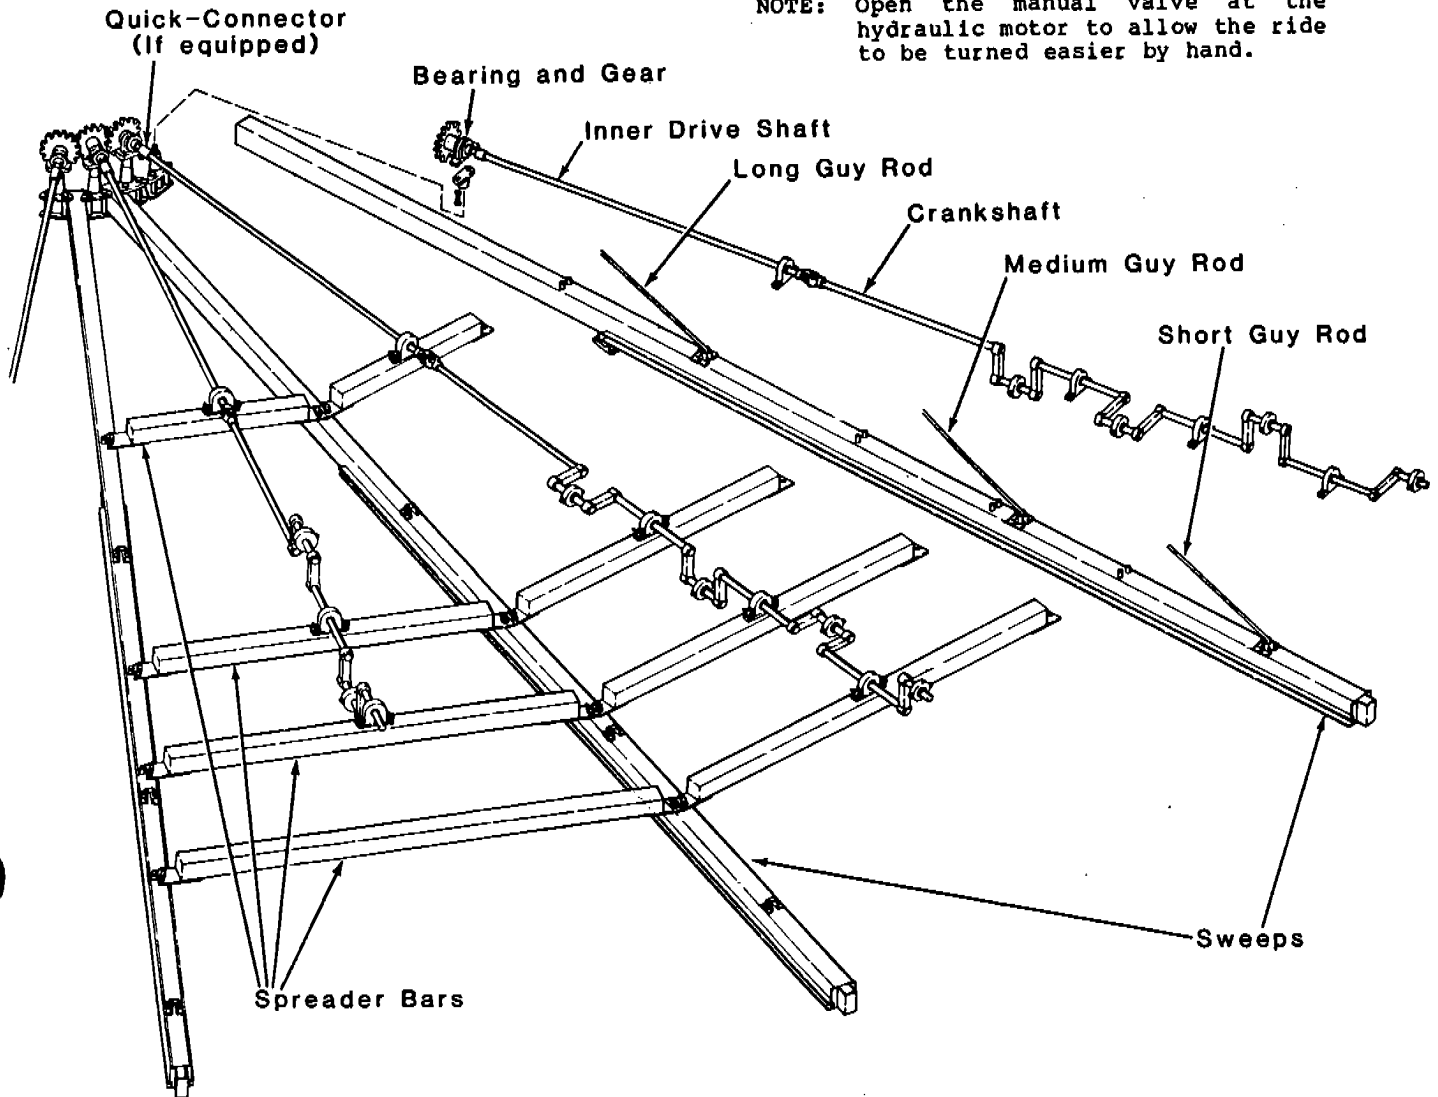 NOTE: Open the manual valve at the
hydraulic motor to allow the ride
to be turned easier by hand.
Quick-Connector
(If equipped)
Bearing and Gear
Inner Drive Shaft
Long Guy Rod
Crankshaft
Medium Guy Rod
Short Guy Rod
Sweeps
Spreader Bars